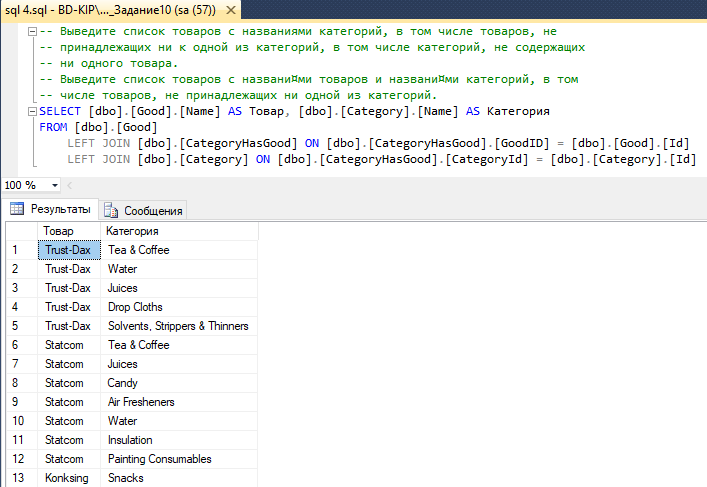 sql 4.sql - BD-KIP\..._Задание10 (sa (57))
-- Выведите список товаров с названиями категорий, в том числе товаров, не
-- принадлежащих ни к одной из категорий, в том числе категорий, не содержащих
-- ни одного товара.
-- Выведите список товаров с названи¤ми товаров и названи¤ми категорий, в том
-- числе товаров, не принадлежащих ни одной из категорий.
SELECT [dbo].[Good].[Name] AS Товар, [dbo].[Category].[Name] AS Категория
FROM [dbo].[Good]
LEFT JOIN [dbo].[CategoryHasGood] ON [dbo].[CategoryHasGood].[GoodID] = [dbo].[Good].[Id]
LEFT JOIN [dbo].[Category] ON [dbo].[CategoryHasGood].[CategoryId] = [dbo].[Category].[Id]
100 %
Результаты Сообщения
Товар Категория
1 Trust-Dax Tea & Coffee
2 Trust-Dax Water
3 Trust-Dax Juices
4 Trust-Dax Drop Cloths
5 Trust-Dax Solvents, Strippers & Thinners
6 Statcom Tea & Coffee
7 Statcom Juices
8 Statcom Candy
9 Statcom Air Fresheners
10 Statcom Water
11 Statcom Insulation
12 Statcom Painting Consumables
13 Konksing Snacks